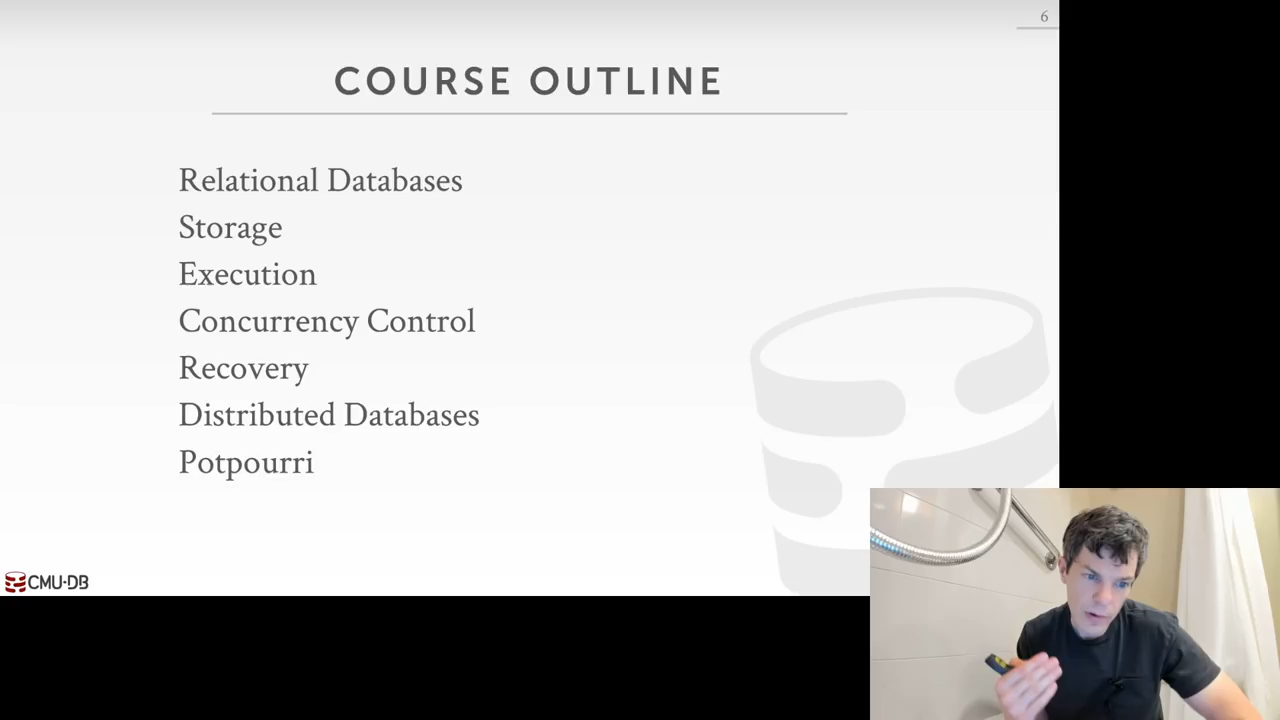 6
COURSE OUTLINE
Relational Databases
Storage
Execution
Concurrency Control
Recovery
Distributed Databases
Potpourri
CMU·DB